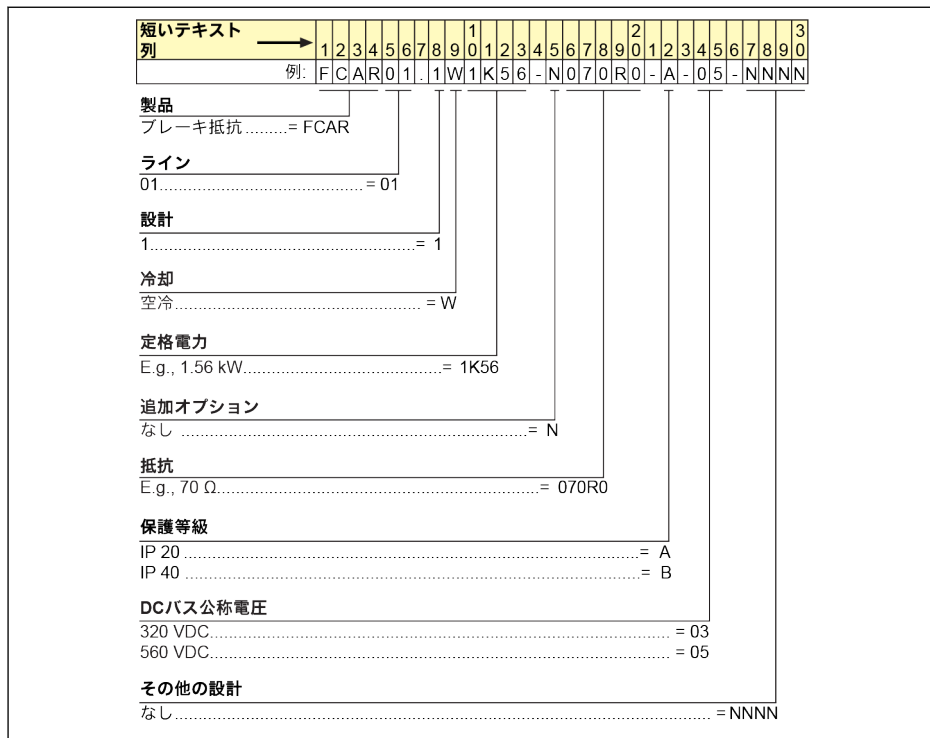 短いテキスト
列
1 2 3 4 5 6 7 8 9 10 1 2 3 4 5 6 7 8 9 20 1 2 3 4 5 6 7 8 9 30
例: F C A R 0 1 . 1 W 1 K 5 6 - N 0 7 0 R 0 - A - 0 5 - N N N N
製品
ブレーキ抵抗.........= FCAR
ライン
01......................................= 01
設計
1..................................................= 1
冷却
空冷..............................................= W
定格電力
E.g., 1.56 kW.....................................= 1K56
追加オプション
なし .................................................................= N
抵抗
E.g., 70 Ω............................................................= 070R0
保護等級
IP 20 .....................................................................................= A
IP 40 .....................................................................................= B
DCバス公称電圧
320 VDC......................................................................................= 03
560 VDC......................................................................................= 05
その他の設計
なし....................................................................................................= NNNN